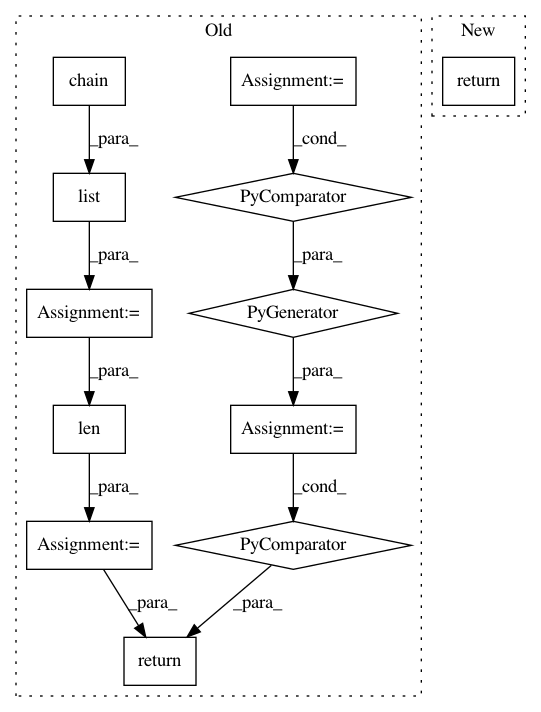 Old
New
chain
Assignment:=
return
_para_
_cond_
list
PyComparator
_para_
_para_
Assignment:=
PyGenerator
_para_
_para_
len
Assignment:=
_para_
_cond_
Assignment:=
PyComparator
_para_
_para_
return